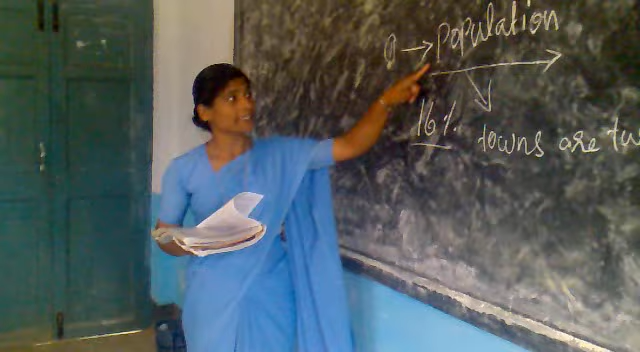 → Population
16% towns are